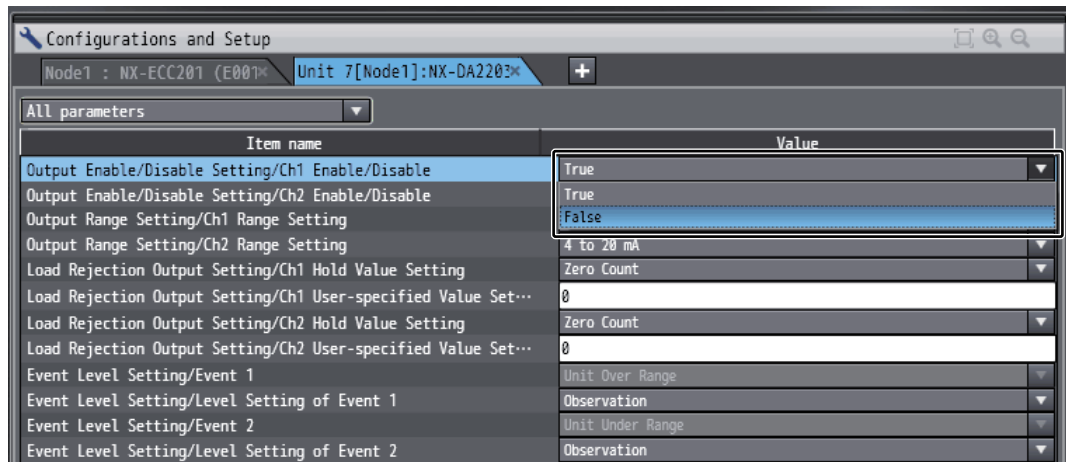 Configurations and Setup
Node1 : NX-ECC201 (E001× Unit 7[Node1]:NX-DA2203× +
All parameters
Item name Value
Output Enable/Disable Setting/Ch1 Enable/Disable True
Output Enable/Disable Setting/Ch2 Enable/Disable True
Output Range Setting/Ch1 Range Setting False
Output Range Setting/Ch2 Range Setting 4 to 20 mA
Load Rejection Output Setting/Ch1 Hold Value Setting Zero Count
Load Rejection Output Setting/Ch1 User-specified Value Set··· 0
Load Rejection Output Setting/Ch2 Hold Value Setting Zero Count
Load Rejection Output Setting/Ch2 User-specified Value Set··· 0
Event Level Setting/Event 1 Unit Over Range
Event Level Setting/Level Setting of Event 1 Observation
Event Level Setting/Event 2 Unit Under Range
Event Level Setting/Level Setting of Event 2 Observation